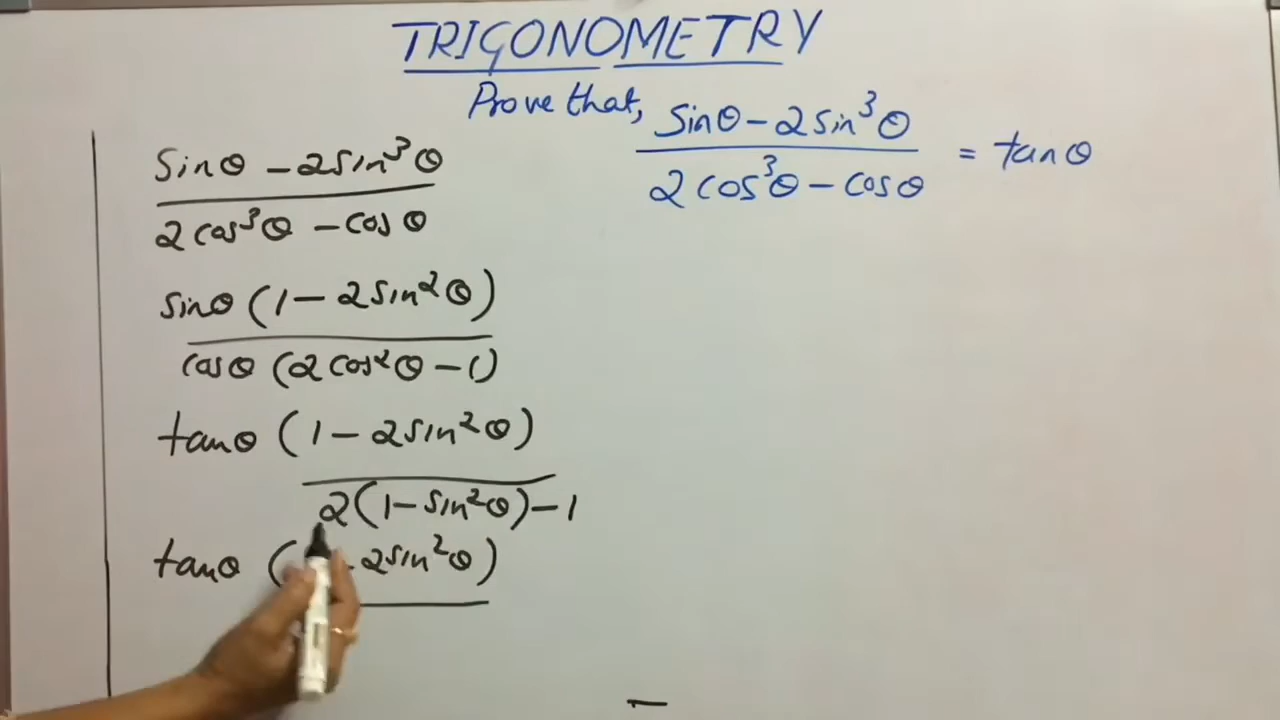 TRIGONOMETRY
Prove that, sinθ - 2sin³θ
2cos³θ - cosθ
= tanθ
sinθ - 2sin³θ
2cos³θ - cosθ
sinθ (1 - 2sin²θ)
cosθ (2cos²θ - 1)
tanθ (1 - 2sin²θ)
2(1 - sin²θ) - 1
tanθ ( - 2sin²θ)